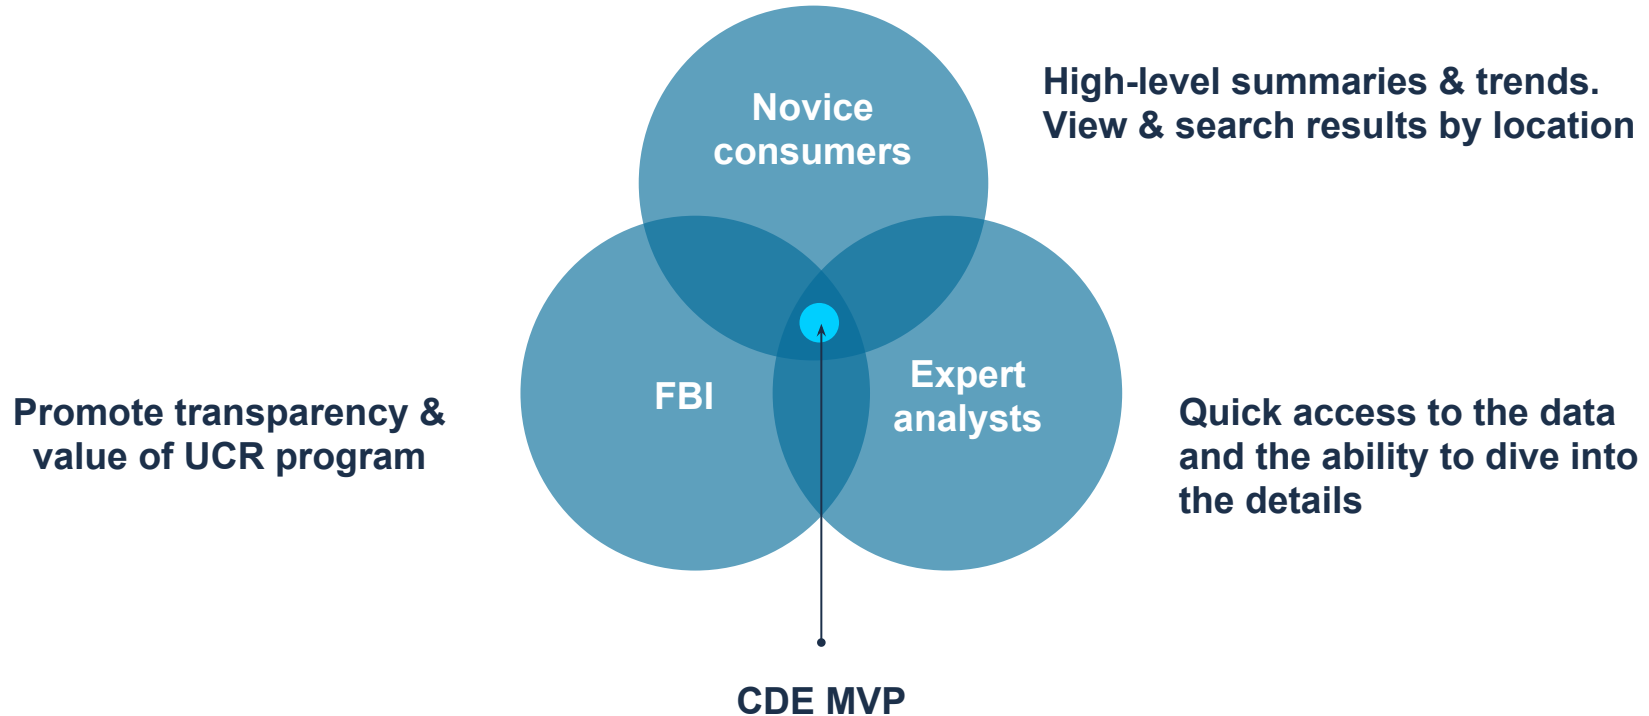 Novice
consumers
High-level summaries & trends.
View & search results by location
FBI
Expert
analysts
Promote transparency &
value of UCR program
Quick access to the data
and the ability to dive into
the details
CDE MVP